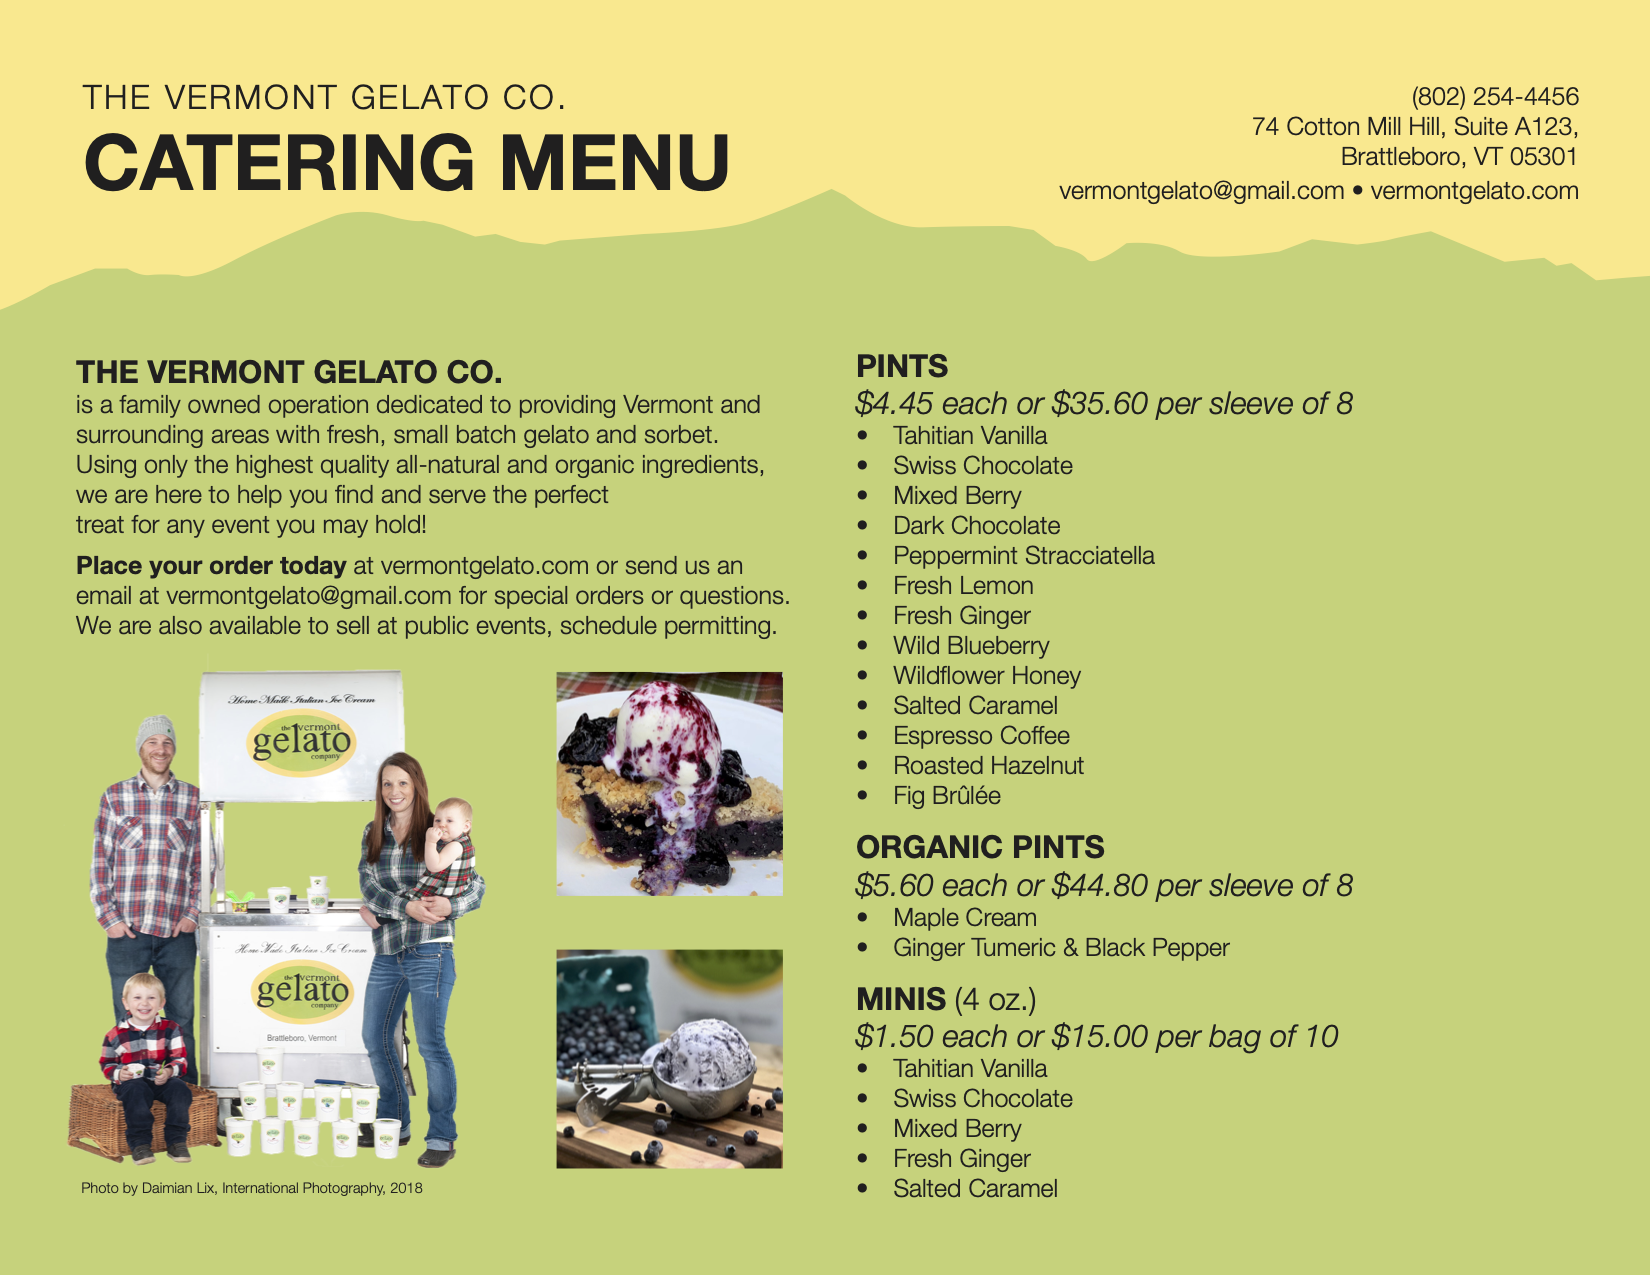 THE VERMONT GELATO CO.
CATERING MENU
(802) 254-4456
74 Cotton Mill Hill, Suite A123,
Brattleboro, VT 05301
vermontgelato@gmail.com • vermontgelato.com
THE VERMONT GELATO CO.
is a family owned operation dedicated to providing Vermont and
surrounding areas with fresh, small batch gelato and sorbet.
Using only the highest quality all-natural and organic ingredients,
we are here to help you find and serve the perfect
treat for any event you may hold!
Place your order today at vermontgelato.com or send us an
email at vermontgelato@gmail.com for special orders or questions.
We are also available to sell at public events, schedule permitting.
Home Made Italian Ice Cream
the vermont
gelato
company
Home Made Italian Ice Cream
the vermont
gelato
company
Brattleboro, Vermont
Photo by Daimian Lix, International Photography, 2018
PINTS
$4.45 each or $35.60 per sleeve of 8
• Tahitian Vanilla
• Swiss Chocolate
• Mixed Berry
• Dark Chocolate
• Peppermint Stracciatella
• Fresh Lemon
• Fresh Ginger
• Wild Blueberry
• Wildflower Honey
• Salted Caramel
• Espresso Coffee
• Roasted Hazelnut
• Fig Brûlée
ORGANIC PINTS
$5.60 each or $44.80 per sleeve of 8
• Maple Cream
• Ginger Tumeric & Black Pepper
MINIS (4 oz.)
$1.50 each or $15.00 per bag of 10
• Tahitian Vanilla
• Swiss Chocolate
• Mixed Berry
• Fresh Ginger
• Salted Caramel